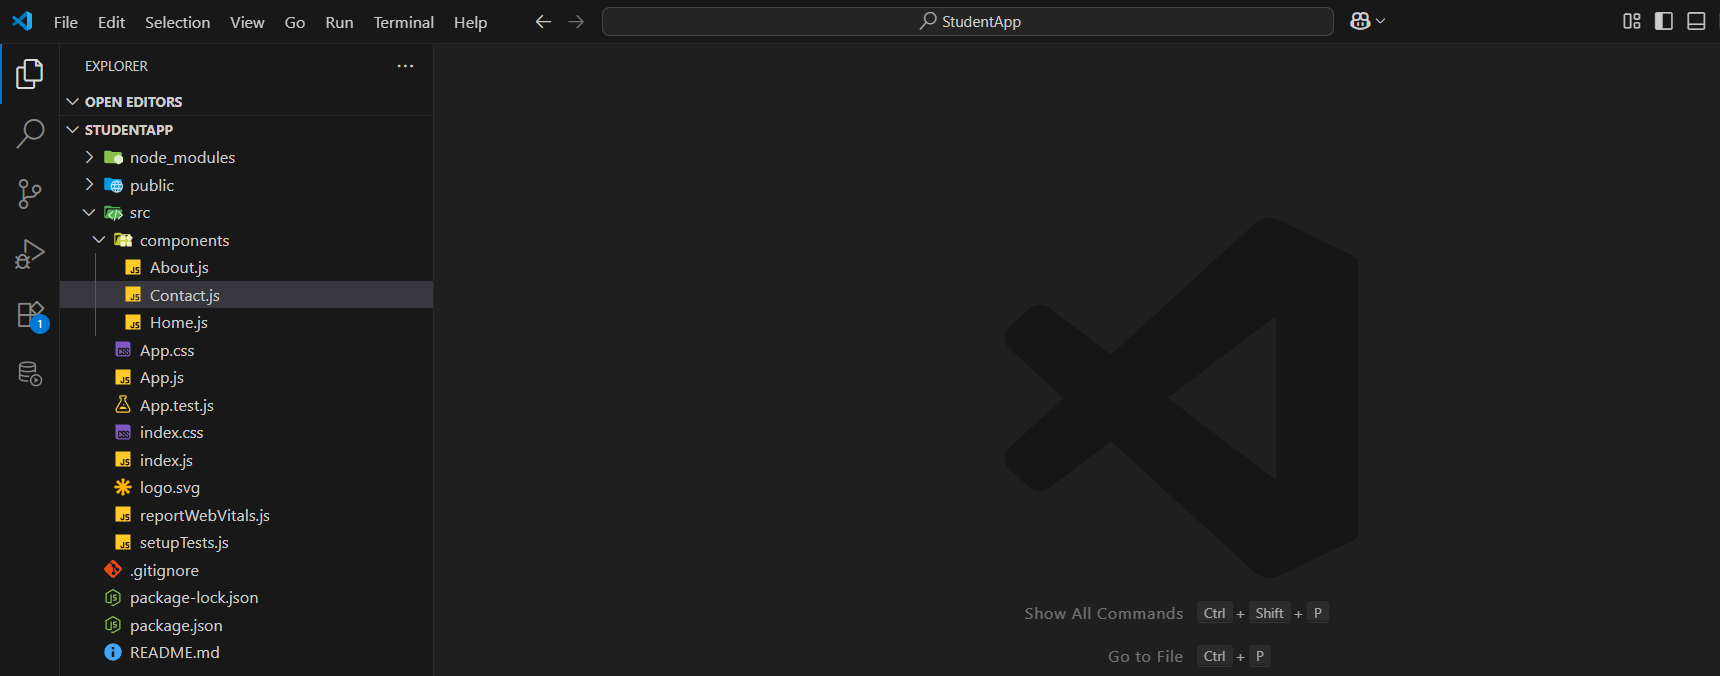 File Edit Selection View Go Run Terminal Help StudentApp
EXPLORER
OPEN EDITORS
STUDENTAPP
node_modules
public
src
components
About.js
Contact.js
Home.js
App.css
App.js
App.test.js
index.css
index.js
logo.svg
reportWebVitals.js
setupTests.js
.gitignore
package-lock.json
package.json
README.md
1
Show All Commands Ctrl + Shift + P
Go to File Ctrl + P